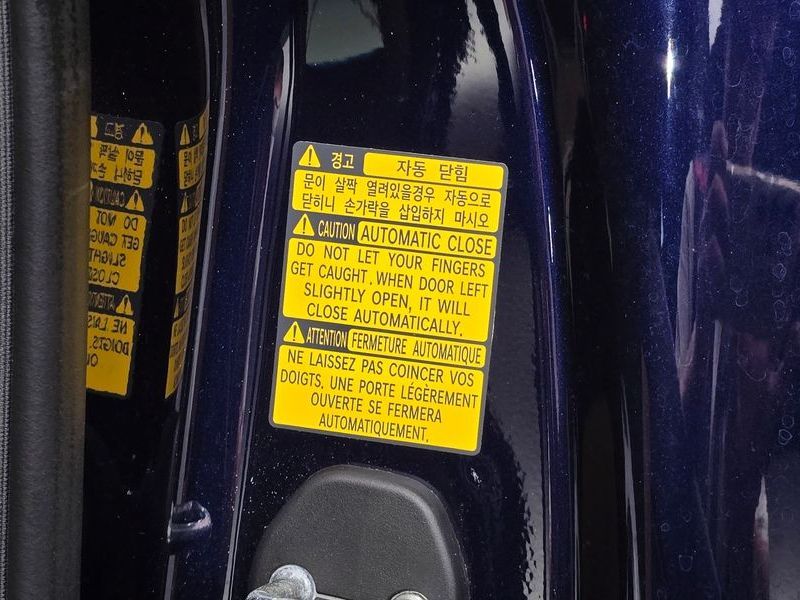 경고 자동 닫힘
문이 살짝 열려있을경우 자동으로
닫히니 손가락을 삽입하지 마시오
CAUTION AUTOMATIC CLOSE
DO NOT LET YOUR FINGERS
GET CAUGHT. WHEN DOOR LEFT
SLIGHTLY OPEN, IT WILL
CLOSE AUTOMATICALLY.
ATTENTION FERMETURE AUTOMATIQUE
NE LAISSEZ PAS COINCER VOS
DOIGTS. UNE PORTE LÉGÈREMENT
OUVERTE SE FERMERA
AUTOMATIQUEMENT.